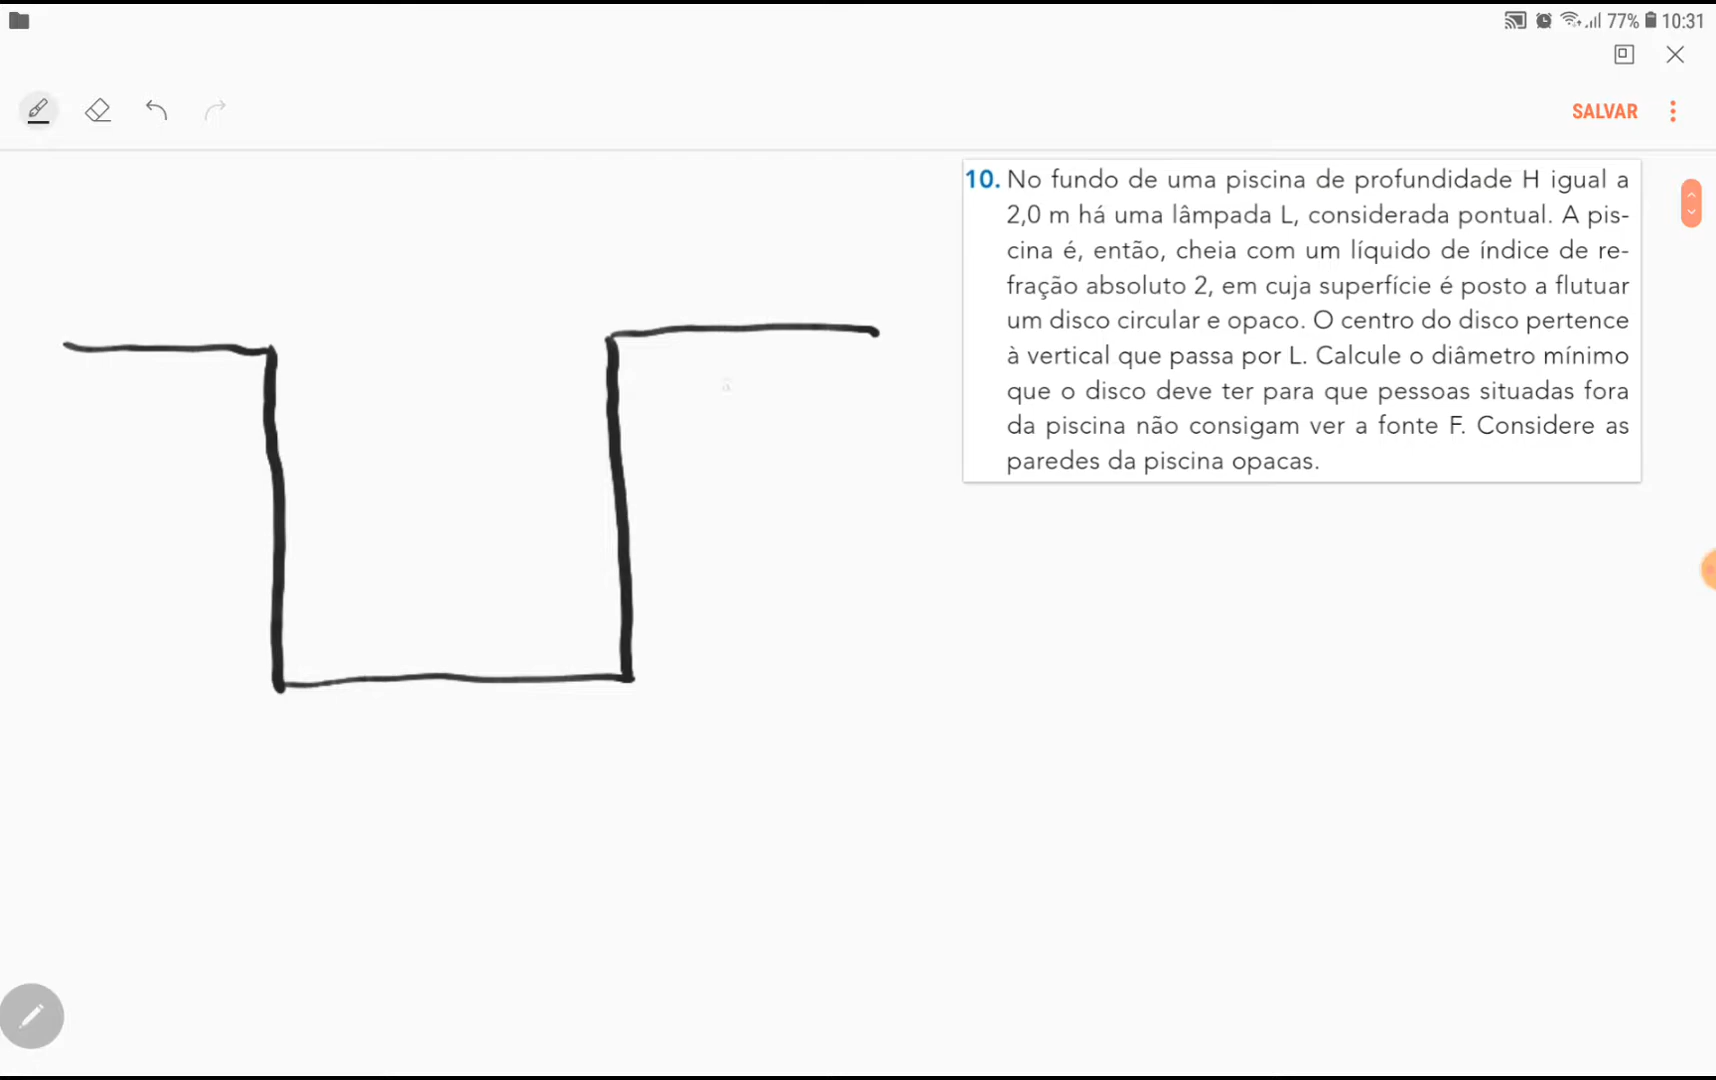 77% 10:31
SALVAR
10. No fundo de uma piscina de profundidade H igual a
2,0 m há uma lâmpada L, considerada pontual. A pis-
cina é, então, cheia com um líquido de índice de re-
fração absoluto 2, em cuja superfície é posto a flutuar
um disco circular e opaco. O centro do disco pertence
à vertical que passa por L. Calcule o diâmetro mínimo
que o disco deve ter para que pessoas situadas fora
da piscina não consigam ver a fonte F. Considere as
paredes da piscina opacas.